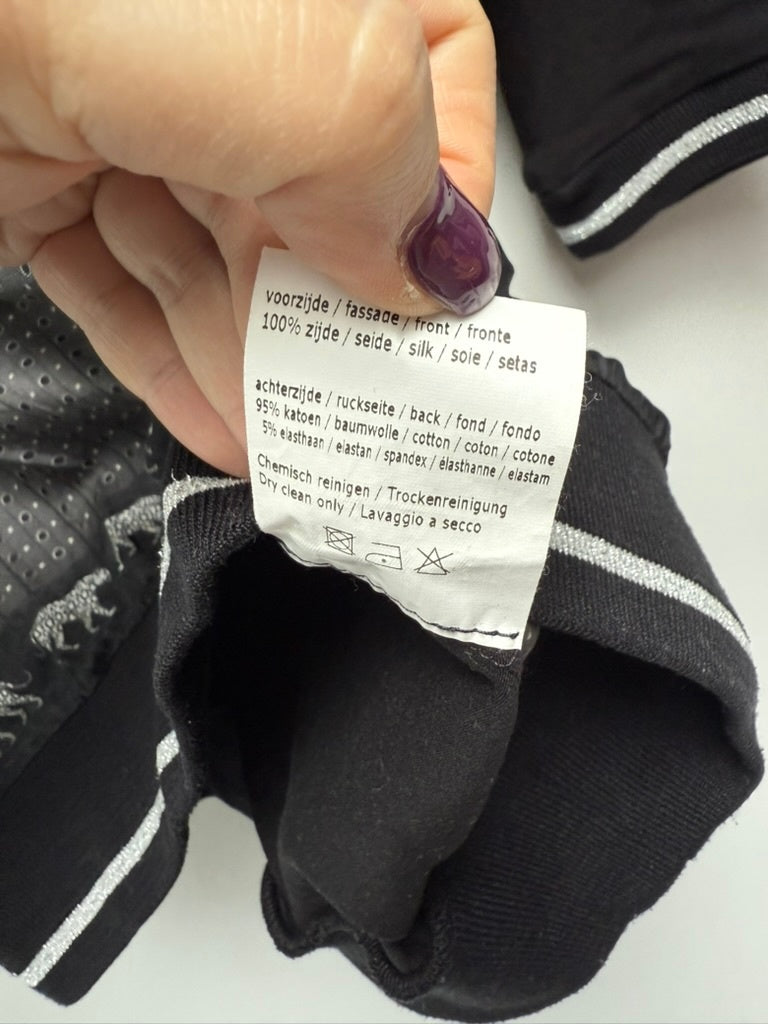 voorzijde / fassade / front / fronte
100% zijde / seide / silk / soie / setas
achterzijde / ruckseite / back / fond / fondo
95% katoen / baumwolle / cotton / coton / cotone
5% elasthaan / elastan / spandex / élasthanne / elastam
Chemisch reinigen / Trockenreinigung
Dry clean only / Lavaggio a secco